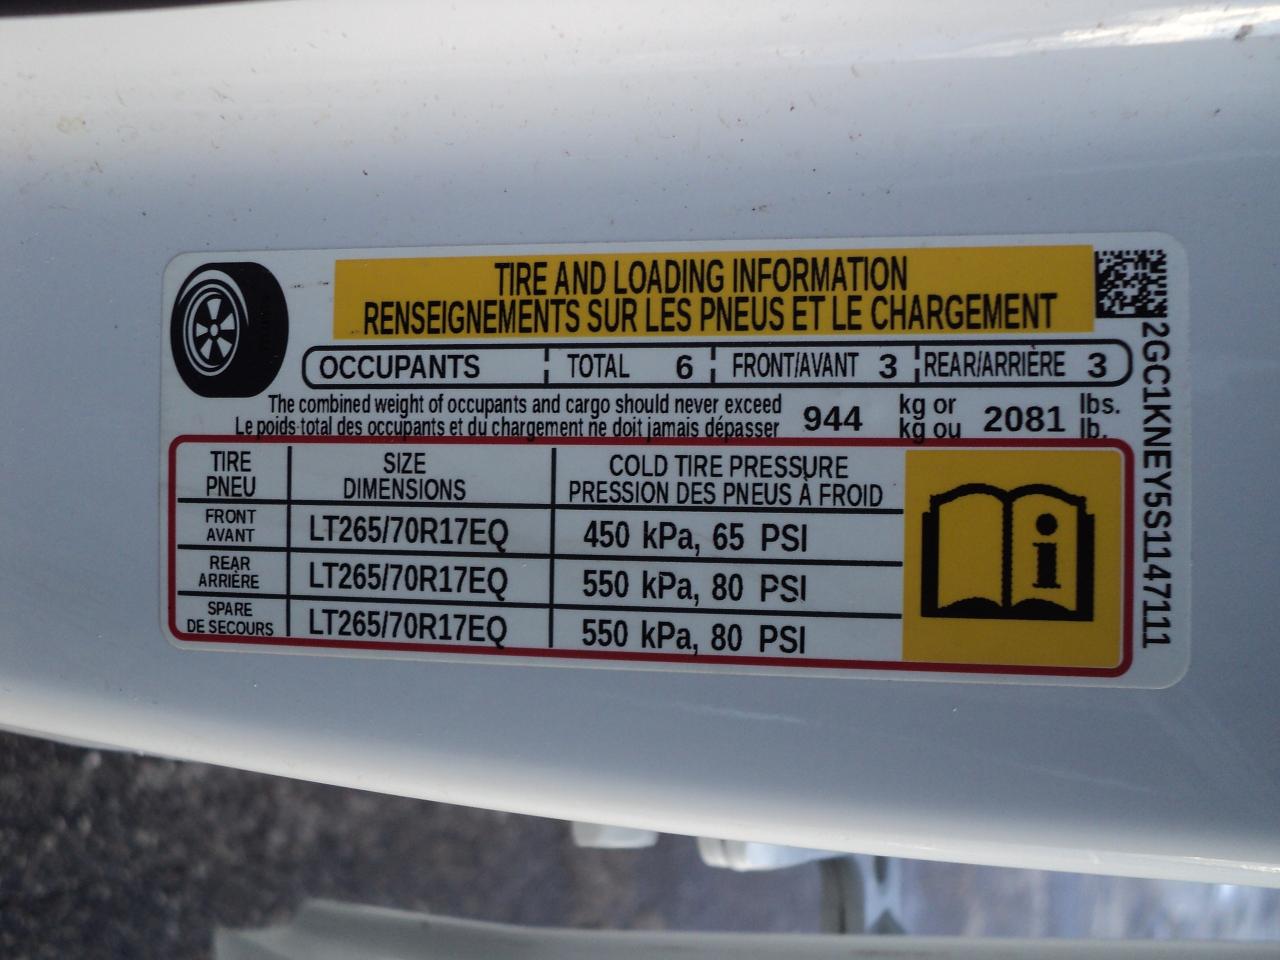 TIRE AND LOADING INFORMATION
RENSEIGNEMENTS SUR LES PNEUS ET LE CHARGEMENT
OCCUPANTS TOTAL 6 FRONT/AVANT 3 REAR/ARRIÈRE 3
The combined weight of occupants and cargo should never exceed 944 kg or 2081 lbs.
Le poids total des occupants et du chargement ne doit jamais dépasser kg ou lb.
TIRE SIZE COLD TIRE PRESSURE
PNEU DIMENSIONS PRESSION DES PNEUS À FROID
FRONT
AVANT LT265/70R17EQ 450 kPa, 65 PSI
REAR
ARRIÈRE LT265/70R17EQ 550 kPa, 80 PSI
SPARE
DE SECOURS LT265/70R17EQ 550 kPa, 80 PSI
i
2GC1KNEY5S1147111